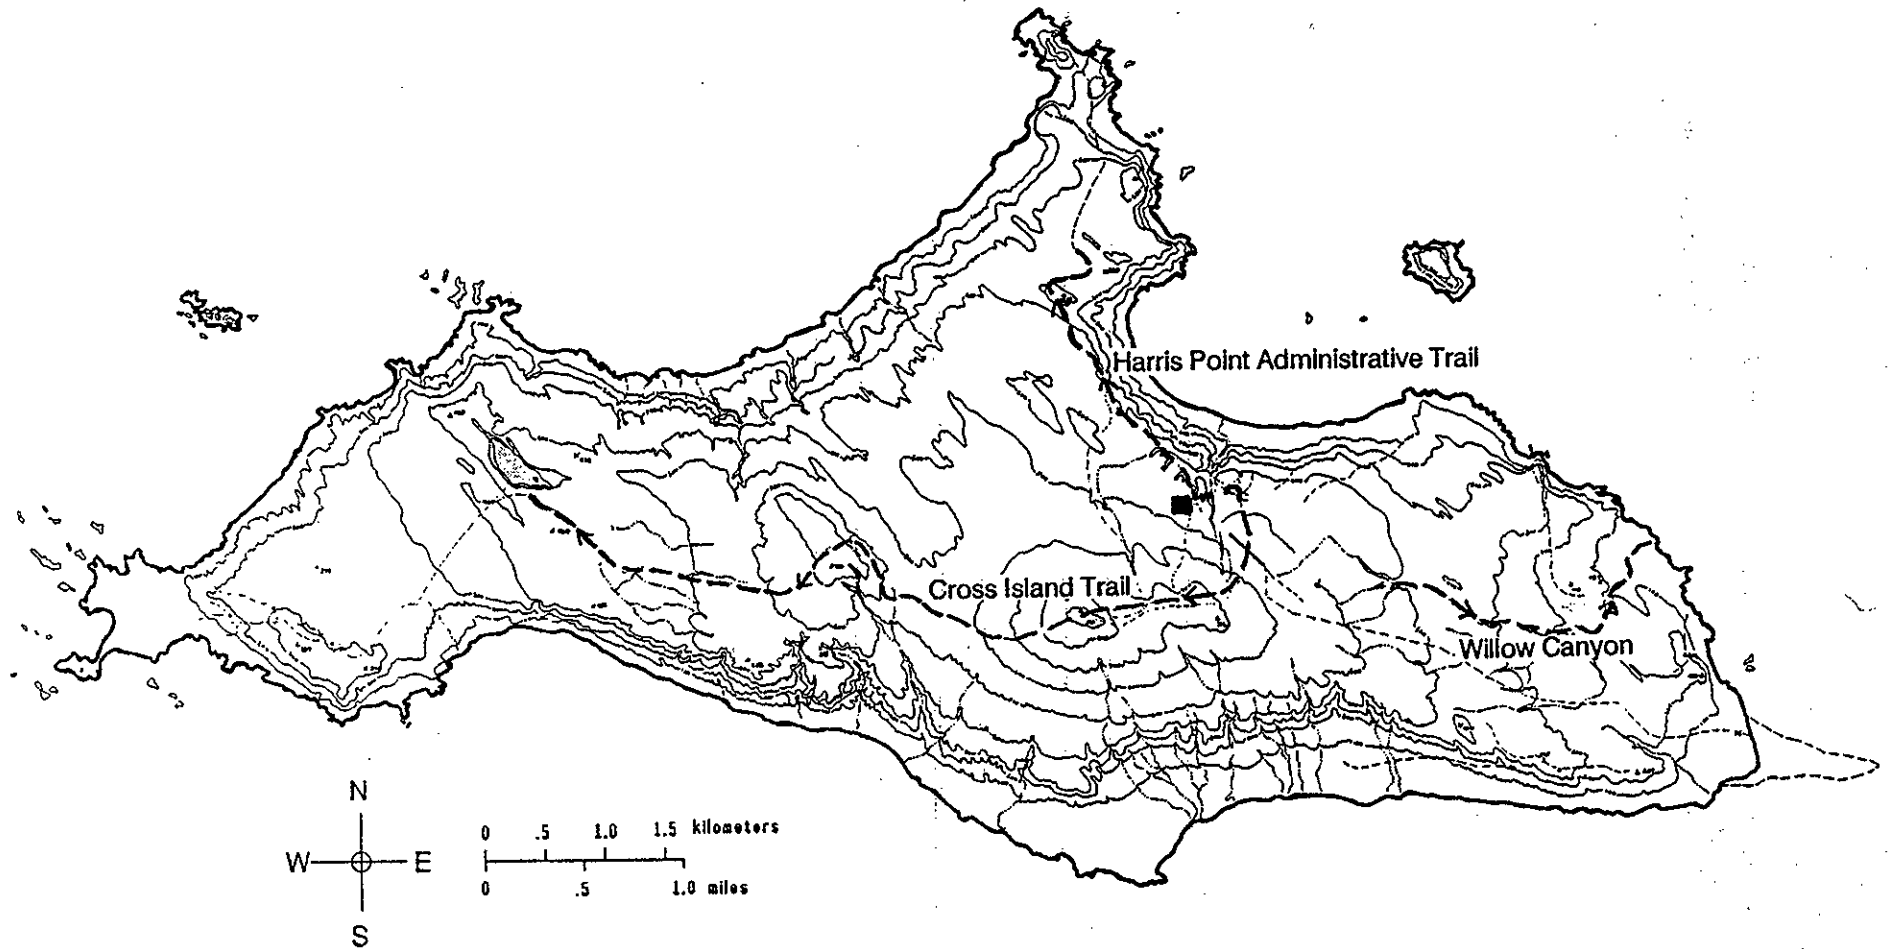 Harris Point Administrative Trail
Cross Island Trail
Willow Canyon
N
W E
S
0 .5 1.0 1.5 kilometers
0 .5 1.0 miles